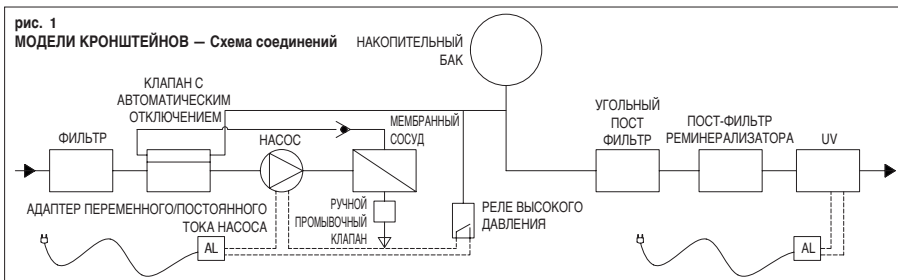 рис. 1
МОДЕЛИ КРОНШТЕЙНОВ — Схема соединений
НАКОПИТЕЛЬНЫЙ
БАК
КЛАПАН С
АВТОМАТИЧЕСКИМ
ОТКЛЮЧЕНИЕМ
ФИЛЬТР
НАСОС
МЕМБРАННЫЙ
СОСУД
УГОЛЬНЫЙ
ПОСТ
ФИЛЬТР
ПОСТ-ФИЛЬТР
РЕМИНЕРАЛИЗАТОРА
UV
АДАПТЕР ПЕРЕМЕННОГО/ПОСТОЯННОГО
ТОКА НАСОСА
AL
РУЧНОЙ
ПРОМЫВОЧНЫЙ
КЛАПАН
РЕЛЕ ВЫСОКОГО
ДАВЛЕНИЯ
AL